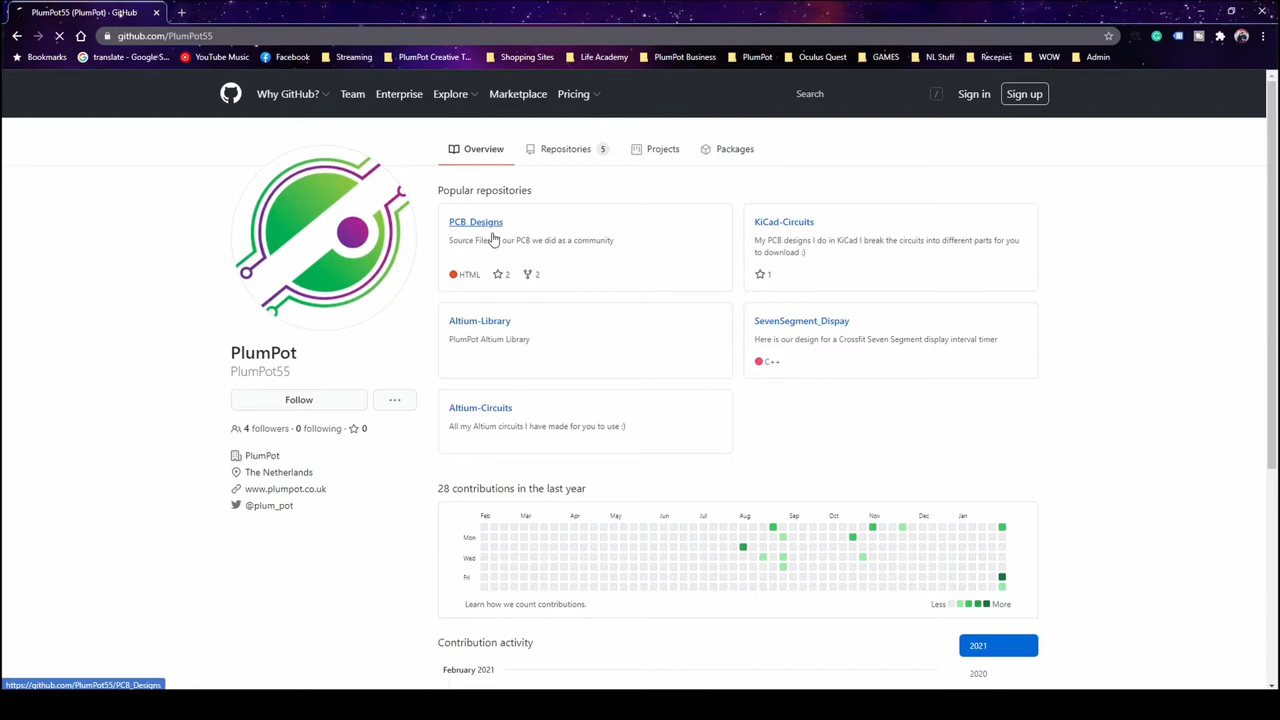 PlumPot55 (PlumPot) · GitHub
github.com/PlumPot55
Bookmarks
translate - Google S...
YouTube Music
Facebook
Streaming
PlumPot Creative T...
Shopping Sites
Life Academy
PlumPot Business
PlumPot
Oculus Quest
GAMES
NL Stuff
Recepies
WOW
Admin
Why GitHub?
Team
Enterprise
Explore
Marketplace
Pricing
Search
/
Sign in
Sign up
Overview
Repositories 5
Projects
Packages
Popular repositories
PCB_Designs
Source File our PCB we did as a community
HTML 2 2
KiCad-Circuits
My PCB designs I do in KiCad I break the circuits into different parts for you
to download :)
1
Altium-Library
PlumPot Altium Library
SevenSegment_Dispay
Here is our design for a Crossfit Seven Segment display interval timer
C++
Altium-Circuits
All my Altium circuits I have made for you to use :)
PlumPot
PlumPot55
Follow
4 followers · 0 following · 0
PlumPot
The Netherlands
www.plumpot.co.uk
@plum_pot
28 contributions in the last year
Feb Mar Apr May Jun Jul Aug Sep Oct Nov Dec Jan
Mon
Wed
Fri
Learn how we count contributions.
Less More
Contribution activity
2021
February 2021
2020
https://github.com/PlumPot55/PCB_Designs